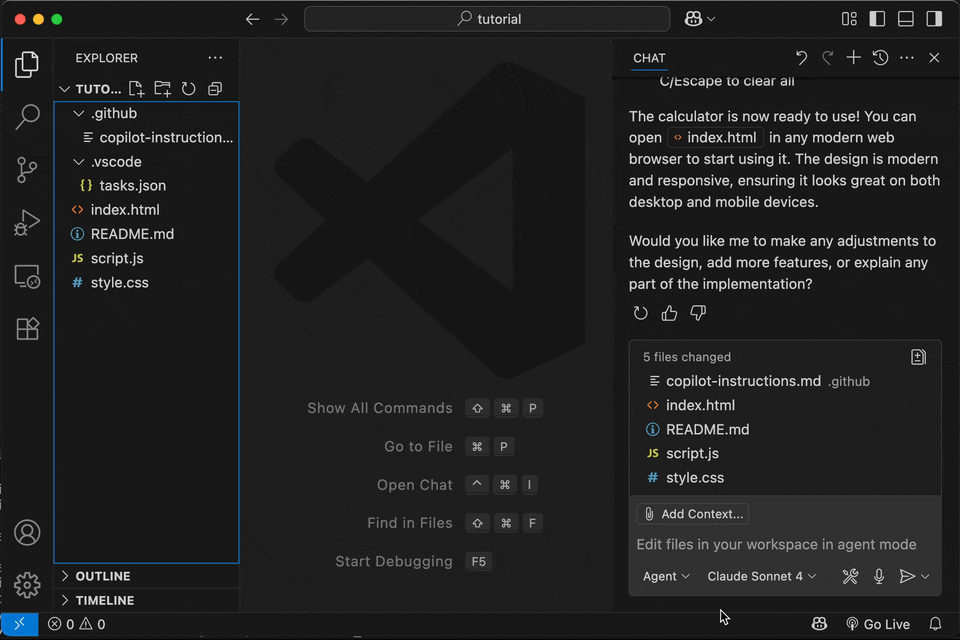 tutorial
EXPLORER
TUTO...
.github
copilot-instruction...
.vscode
{} tasks.json
<> index.html
README.md
JS script.js
# style.css
OUTLINE
TIMELINE
Show All Commands ⇧ ⌘ P
Go to File ⌘ P
Open Chat ^ ⌘ I
Find in Files ⇧ ⌘ F
Start Debugging F5
CHAT
C/Escape to clear all
The calculator is now ready to use! You can
open <> index.html in any modern web
browser to start using it. The design is modern
and responsive, ensuring it looks great on both
desktop and mobile devices.
Would you like me to make any adjustments to
the design, add more features, or explain any
part of the implementation?
5 files changed
copilot-instructions.md .github
<> index.html
README.md
JS script.js
# style.css
Add Context...
Edit files in your workspace in agent mode
Agent Claude Sonnet 4
0 0
Go Live